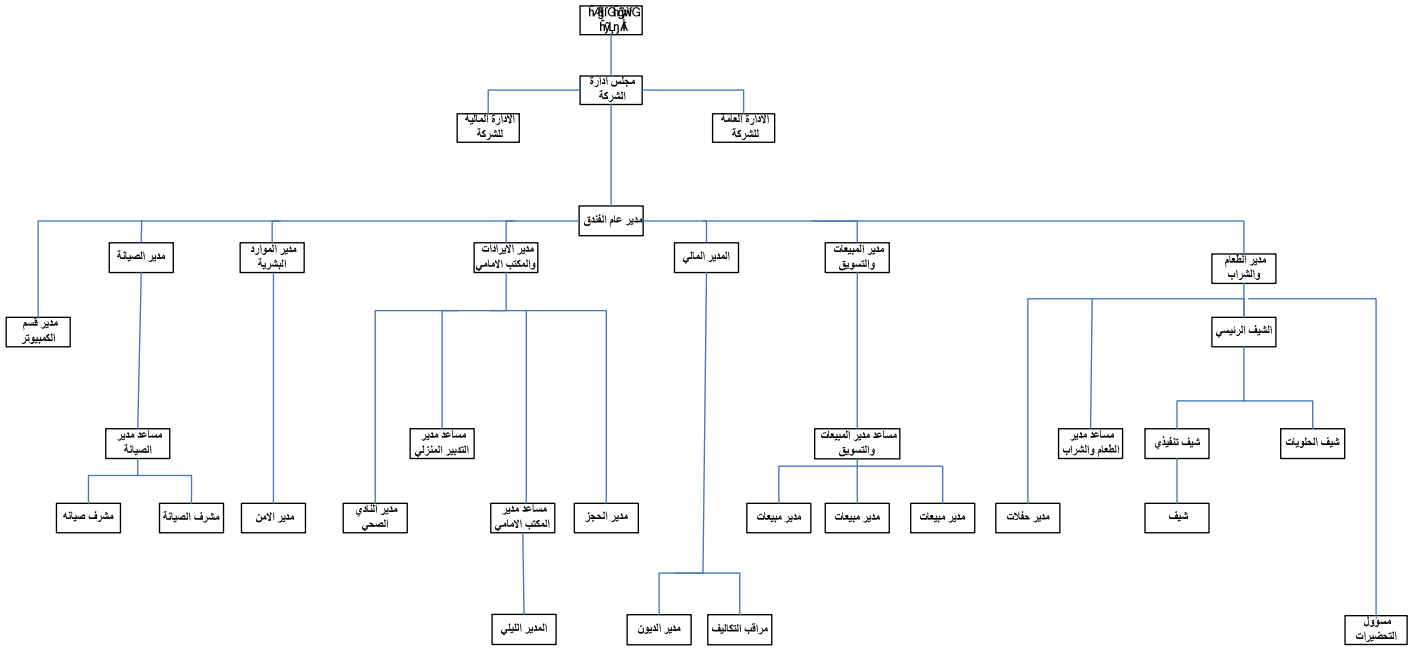 مجلس ادارة
الشركة
الادارة العامة
للشركة
الادارة المالية
للشركة
مدير عام الفندق
مدير الطعام
والشراب
مدير المبيعات
والتسويق
المدير المالي
مدير الايرادات
والمكتب الامامي
مدير الموارد
البشرية
مدير الصيانة
مدير قسم
الكمبيوتر
الشيف الرئيسي
شيف الحلويات
شيف تنفيذي
مساعد مدير
الطعام والشراب
مساعد مدير المبيعات
والتسويق
مساعد مدير
التدبير المنزلي
مساعد مدير
الصيانة
شيف
مدير حفلات
مدير مبيعات
مدير مبيعات
مدير مبيعات
مدير الحجز
مساعد مدير
المكتب الامامي
مدير النادي
الصحي
مدير الامن
مشرف الصيانة
مشرف صيانه
مسؤول
التحضيرات
مراقب التكاليف
مدير الديون
المدير الليلي